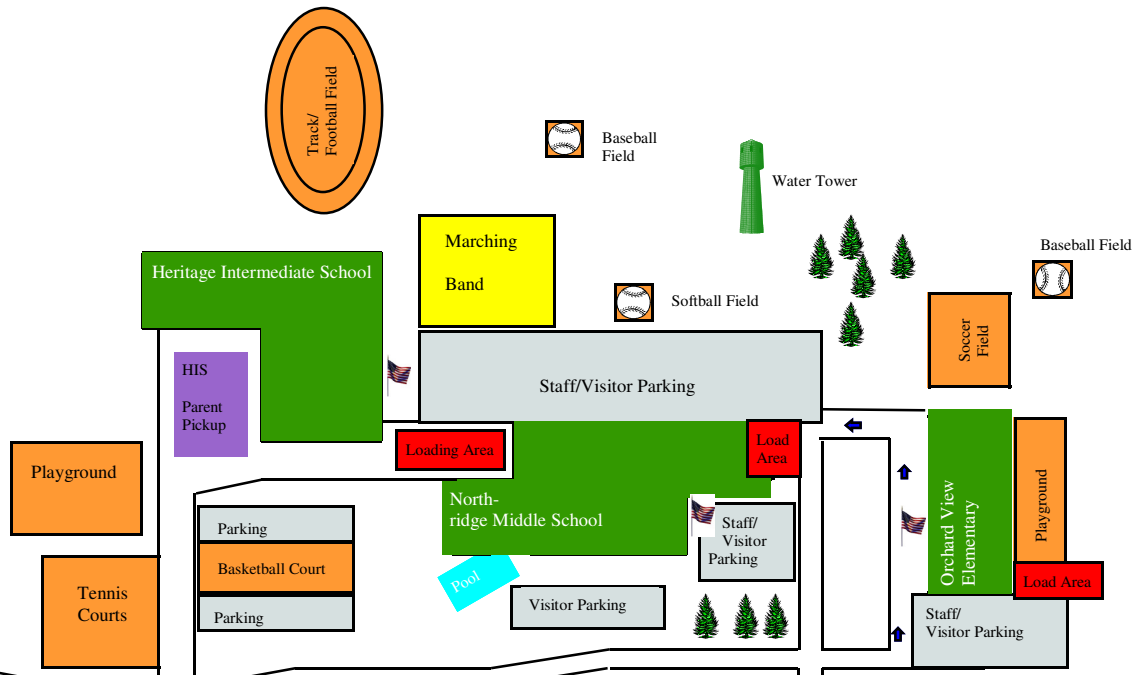 Track/
Football Field
Baseball
Field
Water Tower
Marching
Band
Baseball Field
Heritage Intermediate School
Softball Field
Soccer
Field
HIS
Parent
Pickup
Staff/Visitor Parking
Loading Area
Load
Area
Playground
North-
ridge Middle School
Orchard View
Elementary
Playground
Parking
Staff/
Visitor
Parking
Basketball Court
Pool
Load Area
Tennis
Courts
Visitor Parking
Parking
Staff/
Visitor Parking